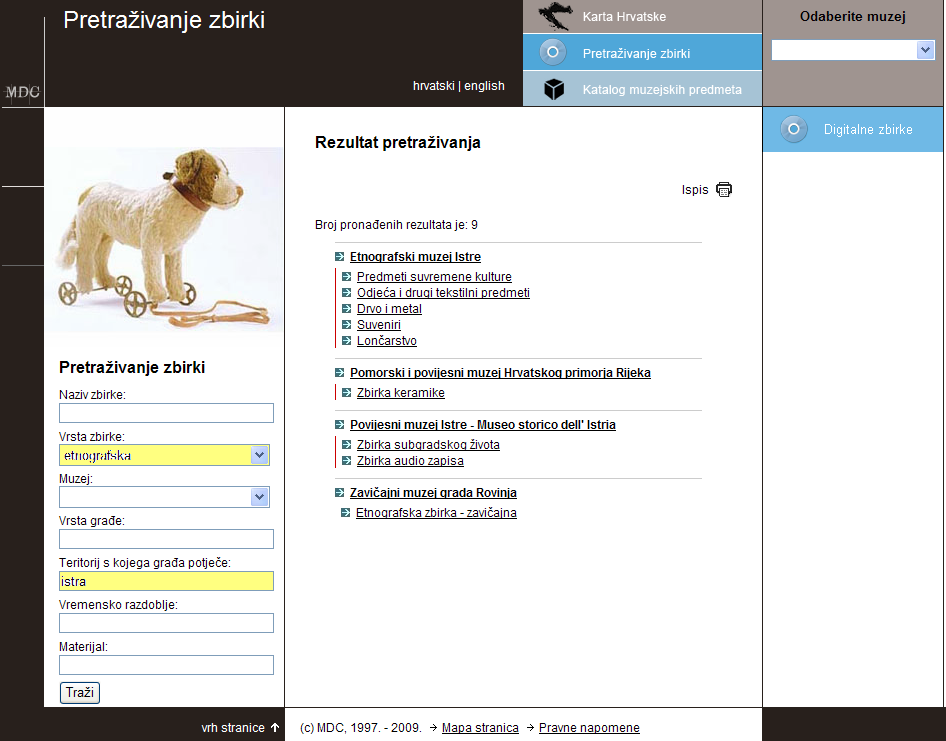 Pretraživanje zbirki
MDC
hrvatski | english
Karta Hrvatske
Pretraživanje zbirki
Katalog muzejskih predmeta
Odaberite muzej
Digitalne zbirke
Pretraživanje zbirki
Naziv zbirke:
Vrsta zbirke:
etnografska
Muzej:
Vrsta građe:
Teritorij s kojega građa potječe:
istra
Vremensko razdoblje:
Materijal:
Traži
Rezultat pretraživanja
Ispis
Broj pronađenih rezultata je: 9
Etnografski muzej Istre
Predmeti suvremene kulture
Odjeća i drugi tekstilni predmeti
Drvo i metal
Suveniri
Lončarstvo
Pomorski i povijesni muzej Hrvatskog primorja Rijeka
Zbirka keramike
Povijesni muzej Istre - Museo storico dell' Istria
Zbirka subgradskog života
Zbirka audio zapisa
Zavičajni muzej grada Rovinja
Etnografska zbirka - zavičajna
vrh stranice
(c) MDC, 1997. - 2009. → Mapa stranica → Pravne napomene